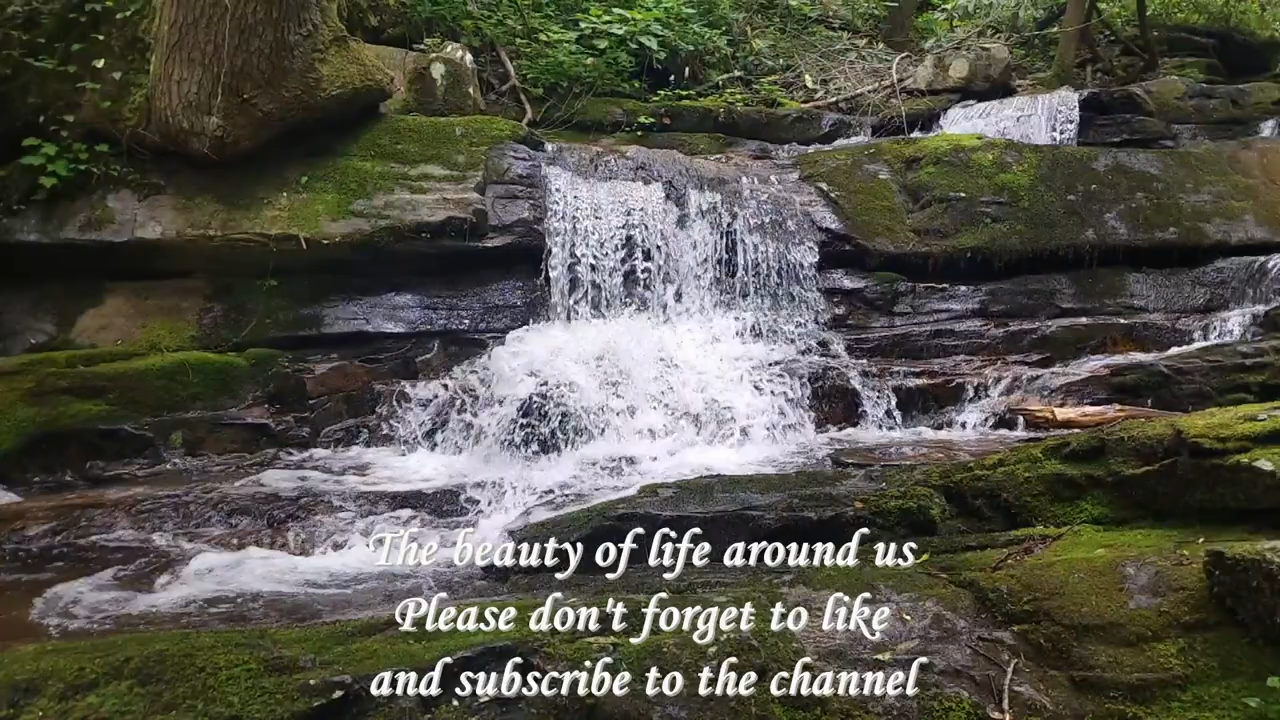 The beauty of life around us
Please don't forget to like
and subscribe to the channel